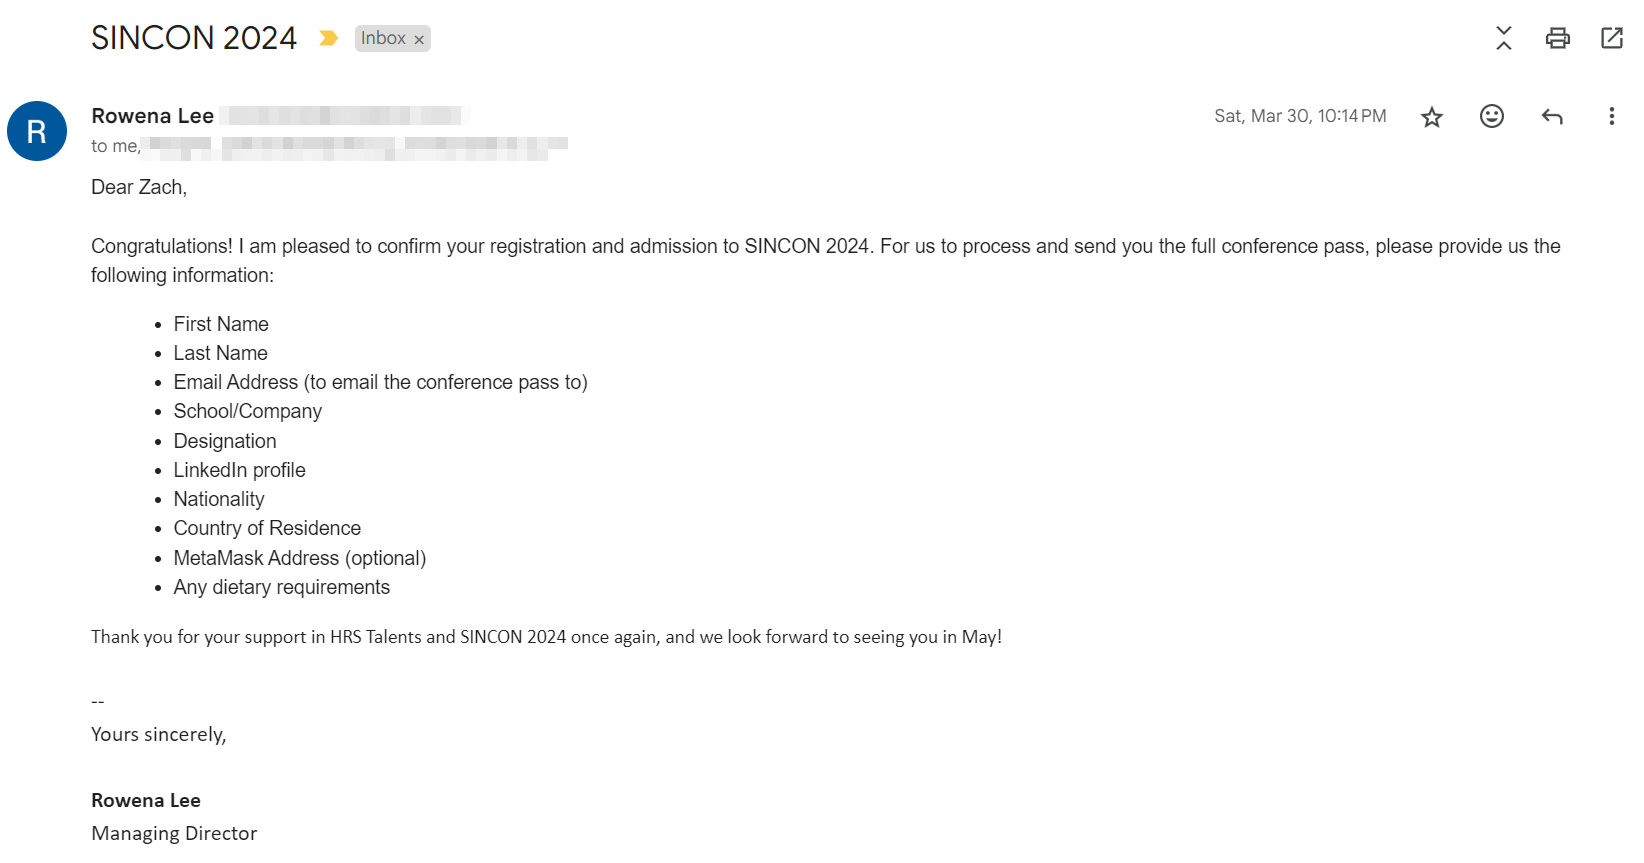 SINCON 2024
Inbox ×
R
Rowena Lee
Sat, Mar 30, 10:14 PM
to me,
Dear Zach,
Congratulations! I am pleased to confirm your registration and admission to SINCON 2024. For us to process and send you the full conference pass, please provide us the
following information:
• First Name
• Last Name
• Email Address (to email the conference pass to)
• School/Company
• Designation
• LinkedIn profile
• Nationality
• Country of Residence
• MetaMask Address (optional)
• Any dietary requirements
Thank you for your support in HRS Talents and SINCON 2024 once again, and we look forward to seeing you in May!
--
Yours sincerely,
Rowena Lee
Managing Director